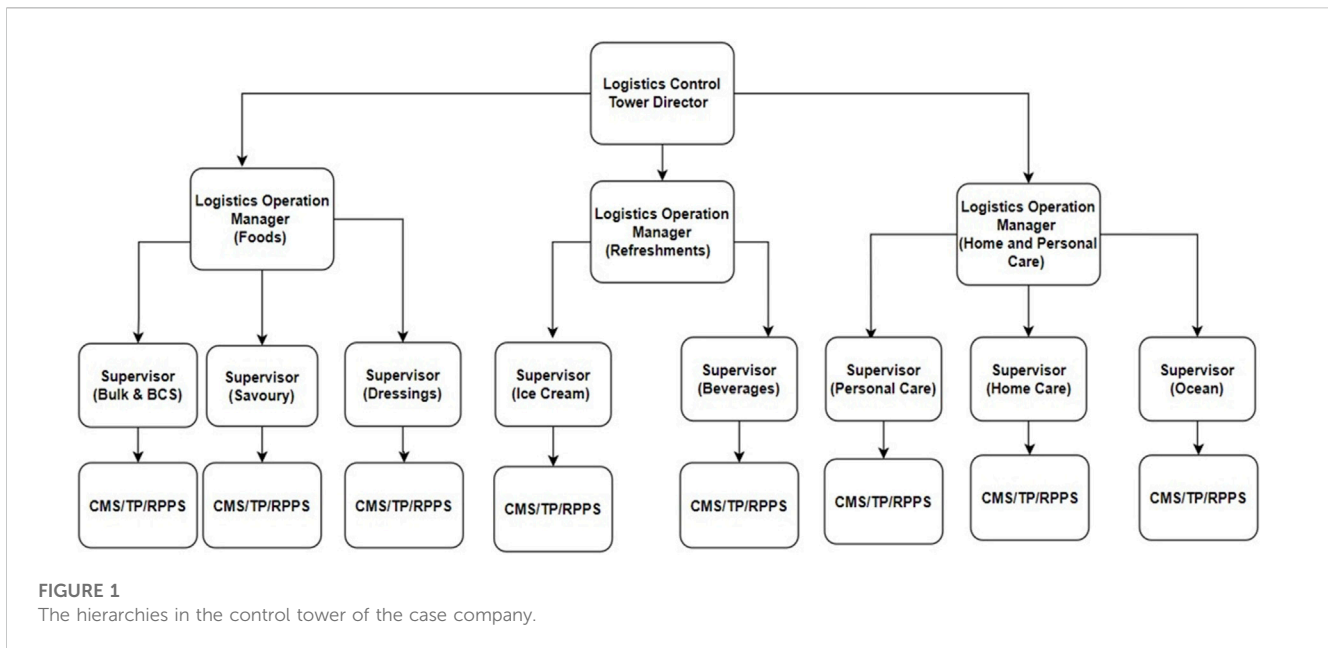 Logistics Control
Tower Director
Logistics Operation
Manager
(Foods)
Logistics Operation
Manager
(Refreshments)
Logistics Operation
Manager
(Home and Personal
Care)
Supervisor
(Bulk & BCS)
Supervisor
(Savoury)
Supervisor
(Dressings)
Supervisor
(Ice Cream)
Supervisor
(Beverages)
Supervisor
(Personal Care)
Supervisor
(Home Care)
Supervisor
(Ocean)
CMS/TP/RPPS
CMS/TP/RPPS
CMS/TP/RPPS
CMS/TP/RPPS
CMS/TP/RPPS
CMS/TP/RPPS
CMS/TP/RPPS
CMS/TP/RPPS
FIGURE 1
The hierarchies in the control tower of the case company.